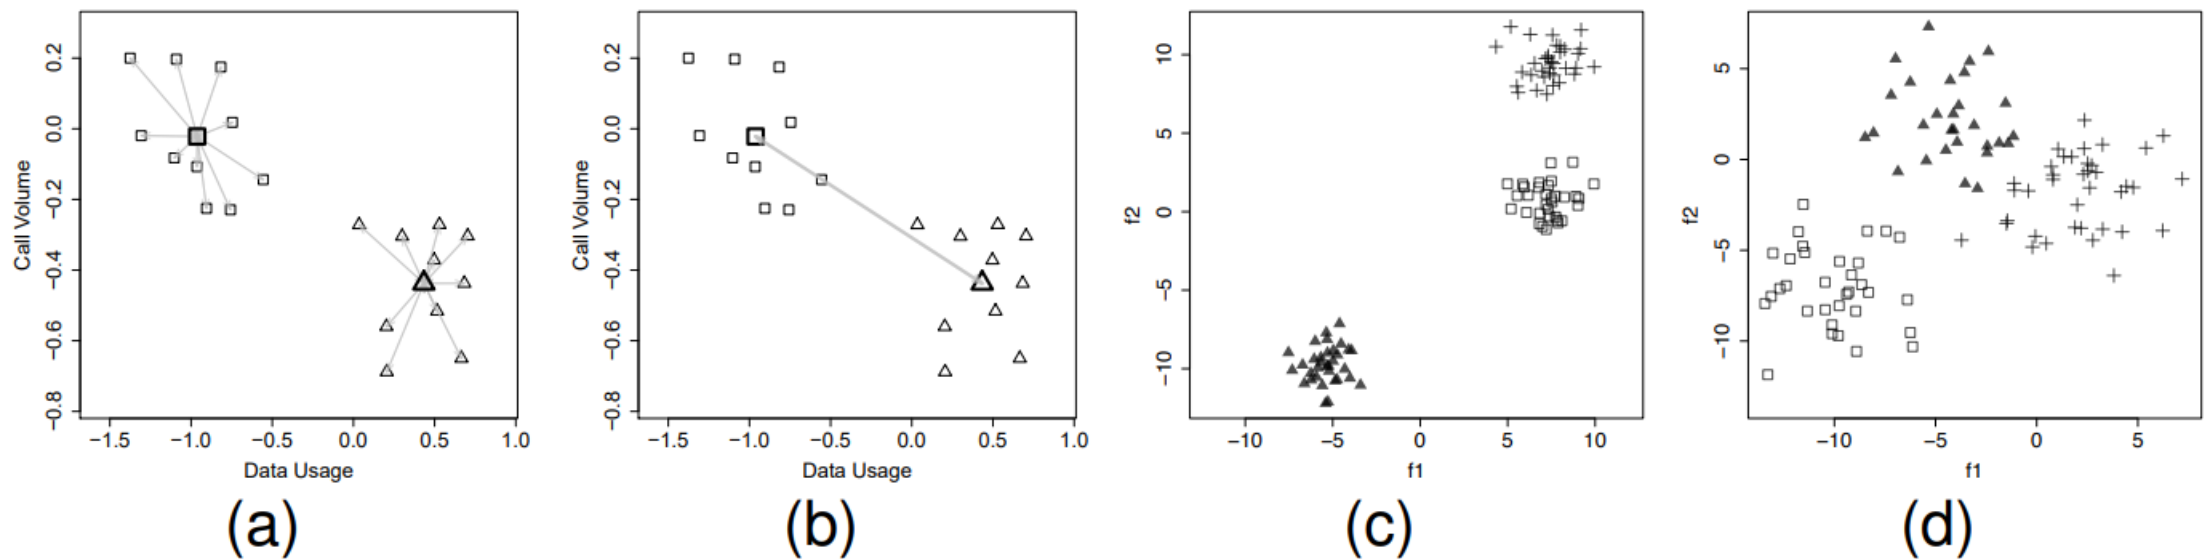 0.2
0.0
−0.2
−0.4
−0.6
−0.8
Call Volume
−1.5 −1.0 −0.5 0.0 0.5 1.0
Data Usage
(a)
0.2
0.0
−0.2
−0.4
−0.6
−0.8
Call Volume
−1.5 −1.0 −0.5 0.0 0.5 1.0
Data Usage
(b)
10
5
0
−5
−10
f2
−10 −5 0 5 10
f1
(c)
5
0
−5
−10
f2
−10 −5 0 5
f1
(d)